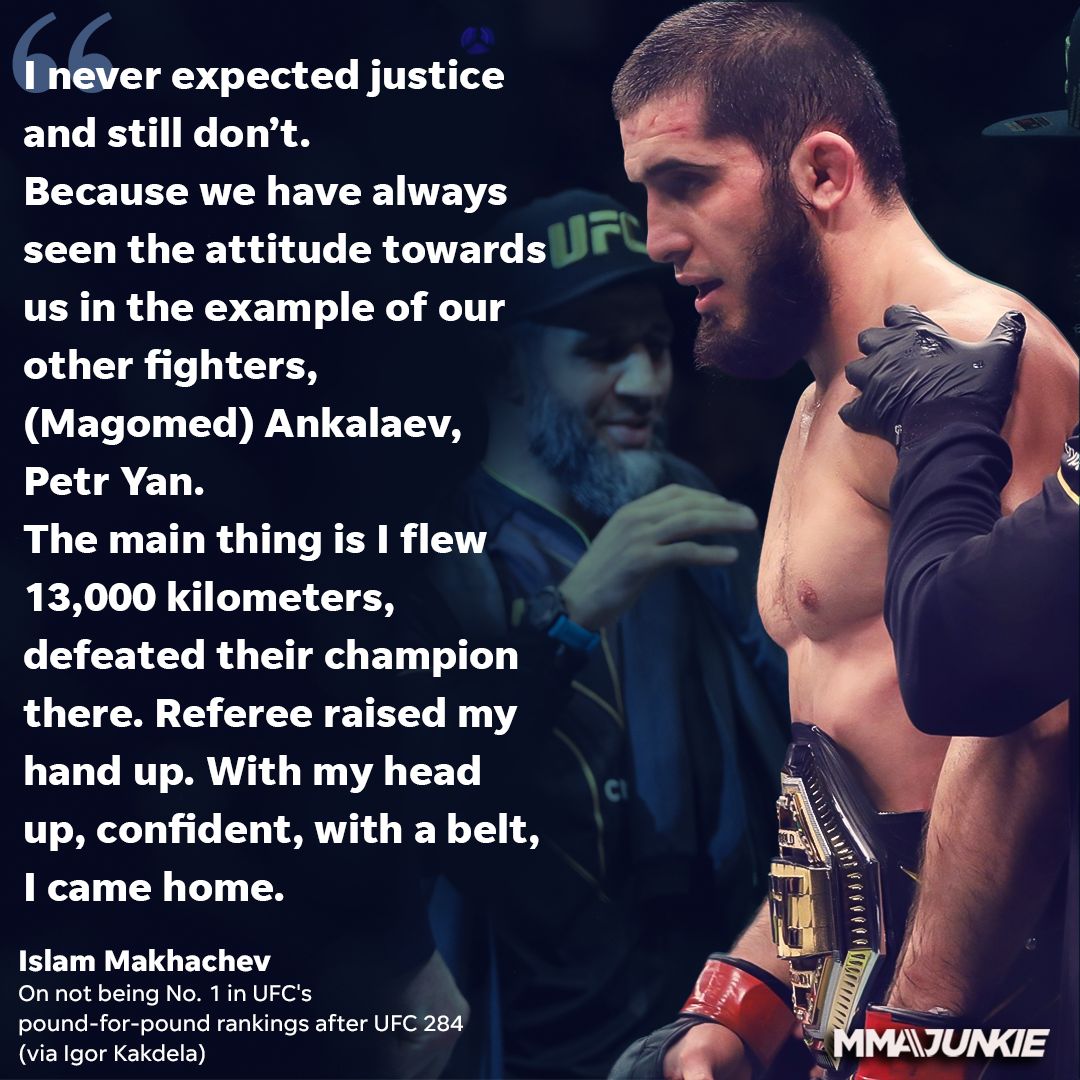 I never expected justice
and still don’t.
Because we have always
seen the attitude towards
us in the example of our
other fighters,
(Magomed) Ankalaev,
Petr Yan.
The main thing is I flew
13,000 kilometers,
defeated their champion
there. Referee raised my
hand up. With my head
up, confident, with a belt,
I came home.
Islam Makhachev
On not being No. 1 in UFC's
pound-for-pound rankings after UFC 284
(via Igor Kakdela)
UFC
MMAJUNKIE